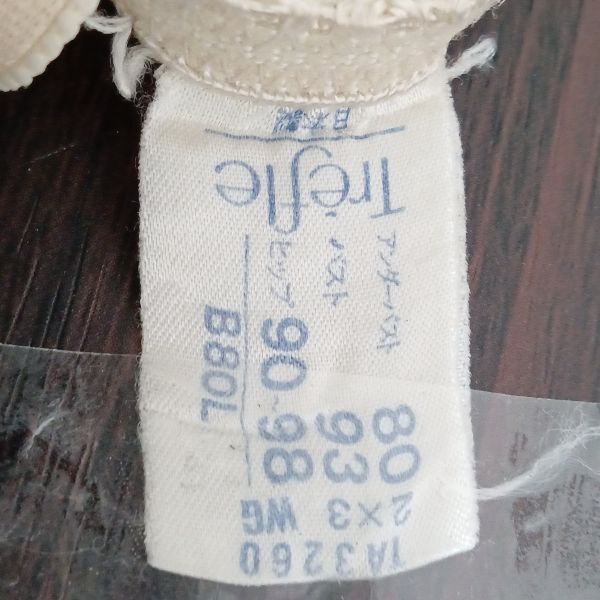 日本製
Tréfle
アンダーバスト 80
バスト 93
ヒップ 90~98
B80L
2×3 WG
1A3260